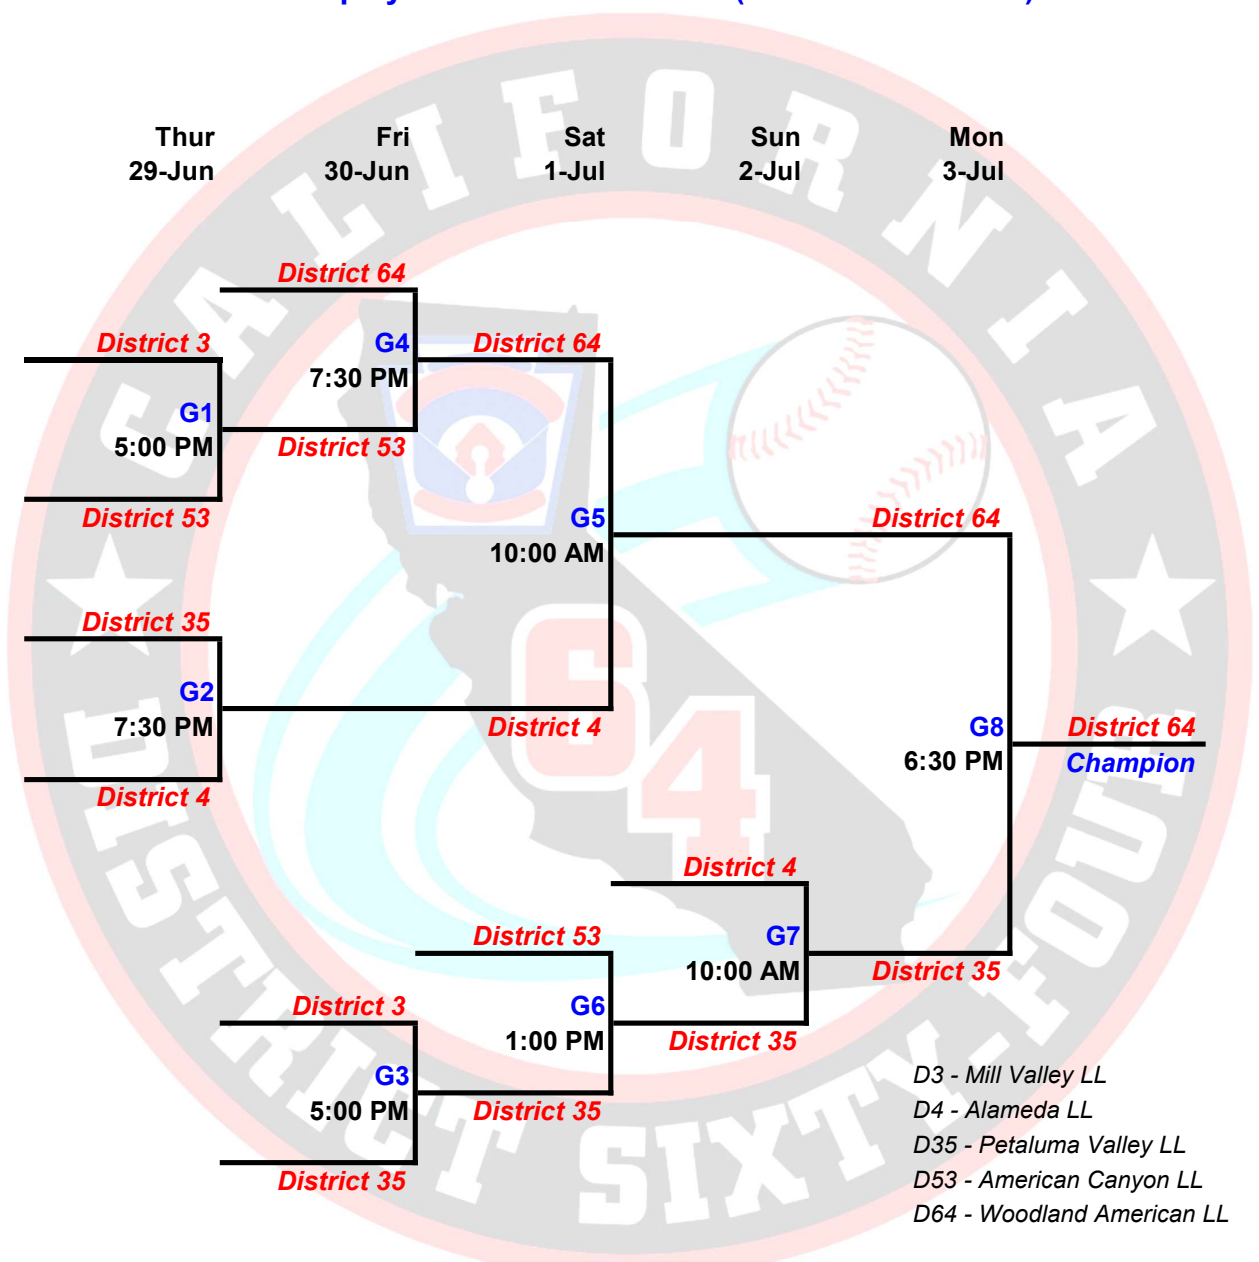 Thur Fri Sat Sun Mon
29-Jun 30-Jun 1-Jul 2-Jul 3-Jul
District 64
District 3 G4 District 64
7:30 PM
G1
5:00 PM District 53
District 53 G5 District 64
10:00 AM
District 35
G2
7:30 PM District 4 G8 District 64
6:30 PM Champion
District 4
District 4
District 53 G7
10:00 AM District 35
District 3 G6
1:00 PM District 35
G3 D3 - Mill Valley LL
5:00 PM District 35 D4 - Alameda LL
D35 - Petaluma Valley LL
District 35 D53 - American Canyon LL
D64 - Woodland American LL
CALIFORNIA
64
DISTRICT SIXTY-FOUR